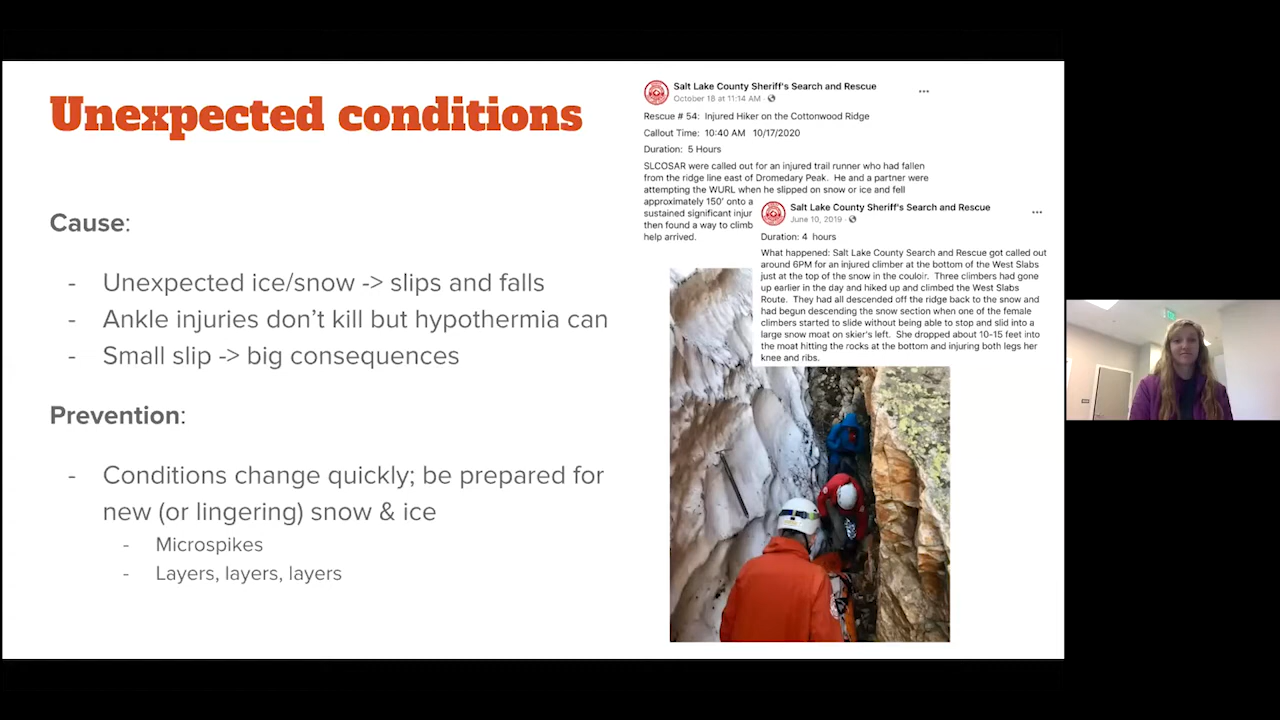 Unexpected conditions
Cause:
- Unexpected ice/snow -> slips and falls
- Ankle injuries don't kill but hypothermia can
- Small slip -> big consequences
Prevention:
- Conditions change quickly; be prepared for
new (or lingering) snow & ice
- Microspikes
- Layers, layers, layers
Salt Lake County Sheriff's Search and Rescue
October 18 at 11:14 AM ·
Rescue # 54: Injured Hiker on the Cottonwood Ridge
Callout Time: 10:40 AM 10/17/2020
Duration: 5 Hours
SLCOSAR were called out for an injured trail runner who had fallen
from the ridge line east of Dromedary Peak. He and a partner were
attempting the WURL when he slipped on snow or ice and fell
approximately 150' onto a
sustained significant injur
then found a way to climb
help arrived.
Salt Lake County Sheriff's Search and Rescue
June 10, 2019 ·
Duration: 4 hours
What happened: Salt Lake County Search and Rescue got called out
around 6PM for an injured climber at the bottom of the West Slabs
just at the top of the snow in the couloir. Three climbers had gone
up earlier in the day and hiked up and climbed the West Slabs
Route. They had all descended off the ridge back to the snow and
had begun descending the snow section when one of the female
climbers started to slide without being able to stop and slid into a
large snow moat on skier's left. She dropped about 10-15 feet into
the moat hitting the rocks at the bottom and injuring both legs her
knee and ribs.